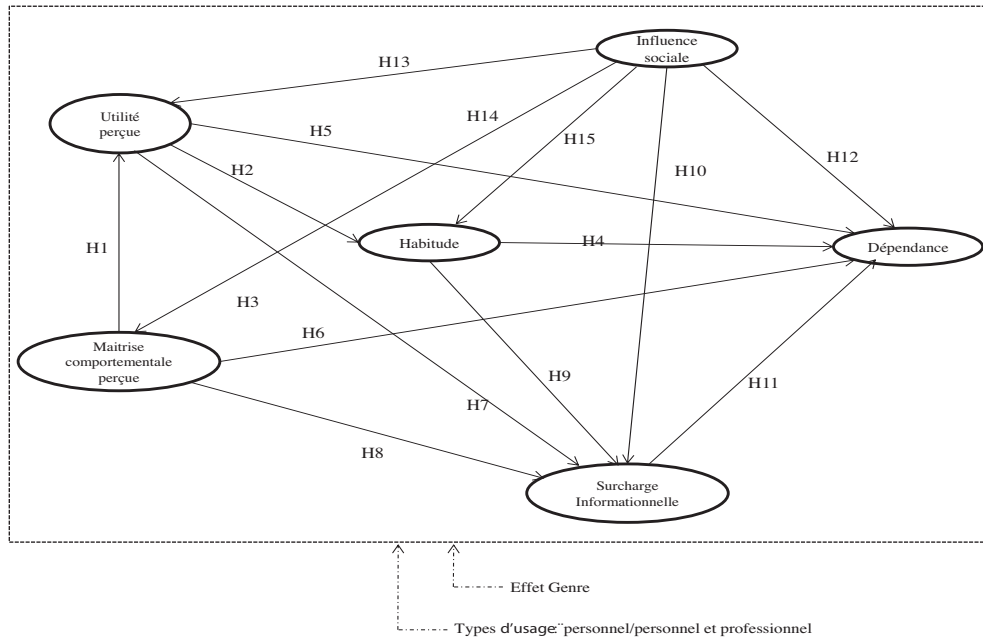 Influence
sociale
H13
Utilité
perçue
H14
H5
H15
H12
H2
H10
Habitude
H4
Dépendance
H1
H3
H6
Maitrise
comportementale
perçue
H9
H11
H7
H8
Surcharge
Informationnelle
Effet Genre
Types d'usage:¨personnel/personnel et professionnel